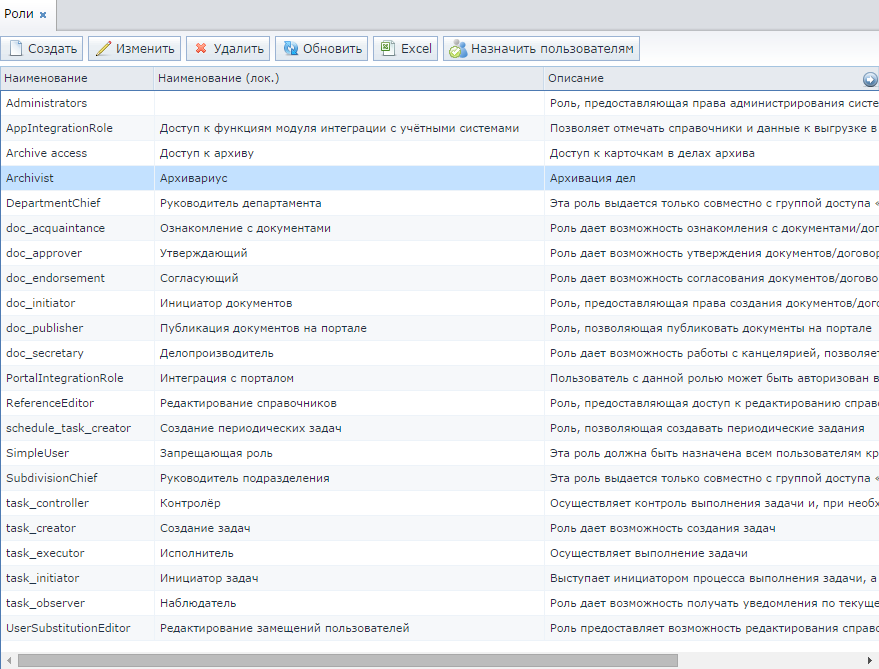 Роли
Создать Изменить Удалить Обновить Excel Назначить пользователям
Наименование Наименование (лок.) Описание
Administrators Роль, предоставляющая права администрирования систе
AppIntegrationRole Доступ к функциям модуля интеграции с учётными системами Позволяет отмечать справочники и данные к выгрузке в
Archive access Доступ к архиву Доступ к карточкам в делах архива
Archivist Архивариус Архивация дел
DepartmentChief Руководитель департамента Эта роль выдается только совместно с группой доступа «
doc_acquaintance Ознакомление с документами Роль дает возможность ознакомления с документами/дог
doc_approver Утверждающий Роль дает возможность утверждения документов/договор
doc_endorsement Согласующий Роль дает возможность согласования документов/догово
doc_initiator Инициатор документов Роль, предоставляющая права создания документов/дого
doc_publisher Публикация документов на портале Роль, позволяющая публиковать документы на портале
doc_secretary Делопроизводитель Роль дает возможность работы с канцелярией, позволяет
PortalIntegrationRole Интеграция с порталом Пользователь с данной ролью может быть авторизован в
ReferenceEditor Редактирование справочников Роль, предоставляющая доступ к редактированию справо
schedule_task_creator Создание периодических задач Роль, позволяющая создавать периодические задания
SimpleUser Запрещающая роль Эта роль должна быть назначена всем пользователям кр
SubdivisionChief Руководитель подразделения Эта роль выдается только совместно с группой доступа «
task_controller Контролёр Осуществляет контроль выполнения задачи и, при необх
task_creator Создание задач Роль дает возможность создания задач
task_executor Исполнитель Осуществляет выполнение задачи
task_initiator Инициатор задач Выступает инициатором процесса выполнения задачи, а
task_observer Наблюдатель Роль дает возможность получать уведомления по текуще
UserSubstitutionEditor Редактирование замещений пользователей Роль предоставляет возможность редактирования справо